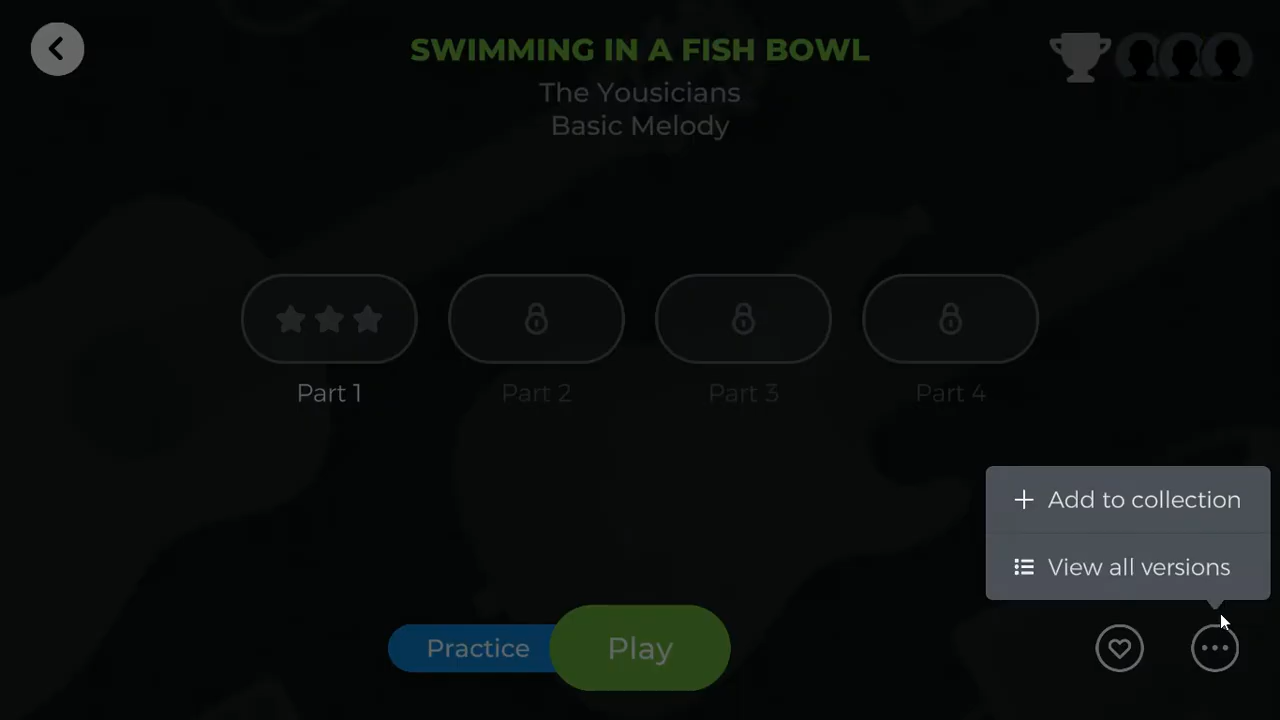 SWIMMING IN A FISH BOWL
The Yousicians
Basic Melody
Part 1
Part 2
Part 3
Part 4
Add to collection
View all versions
Practice
Play